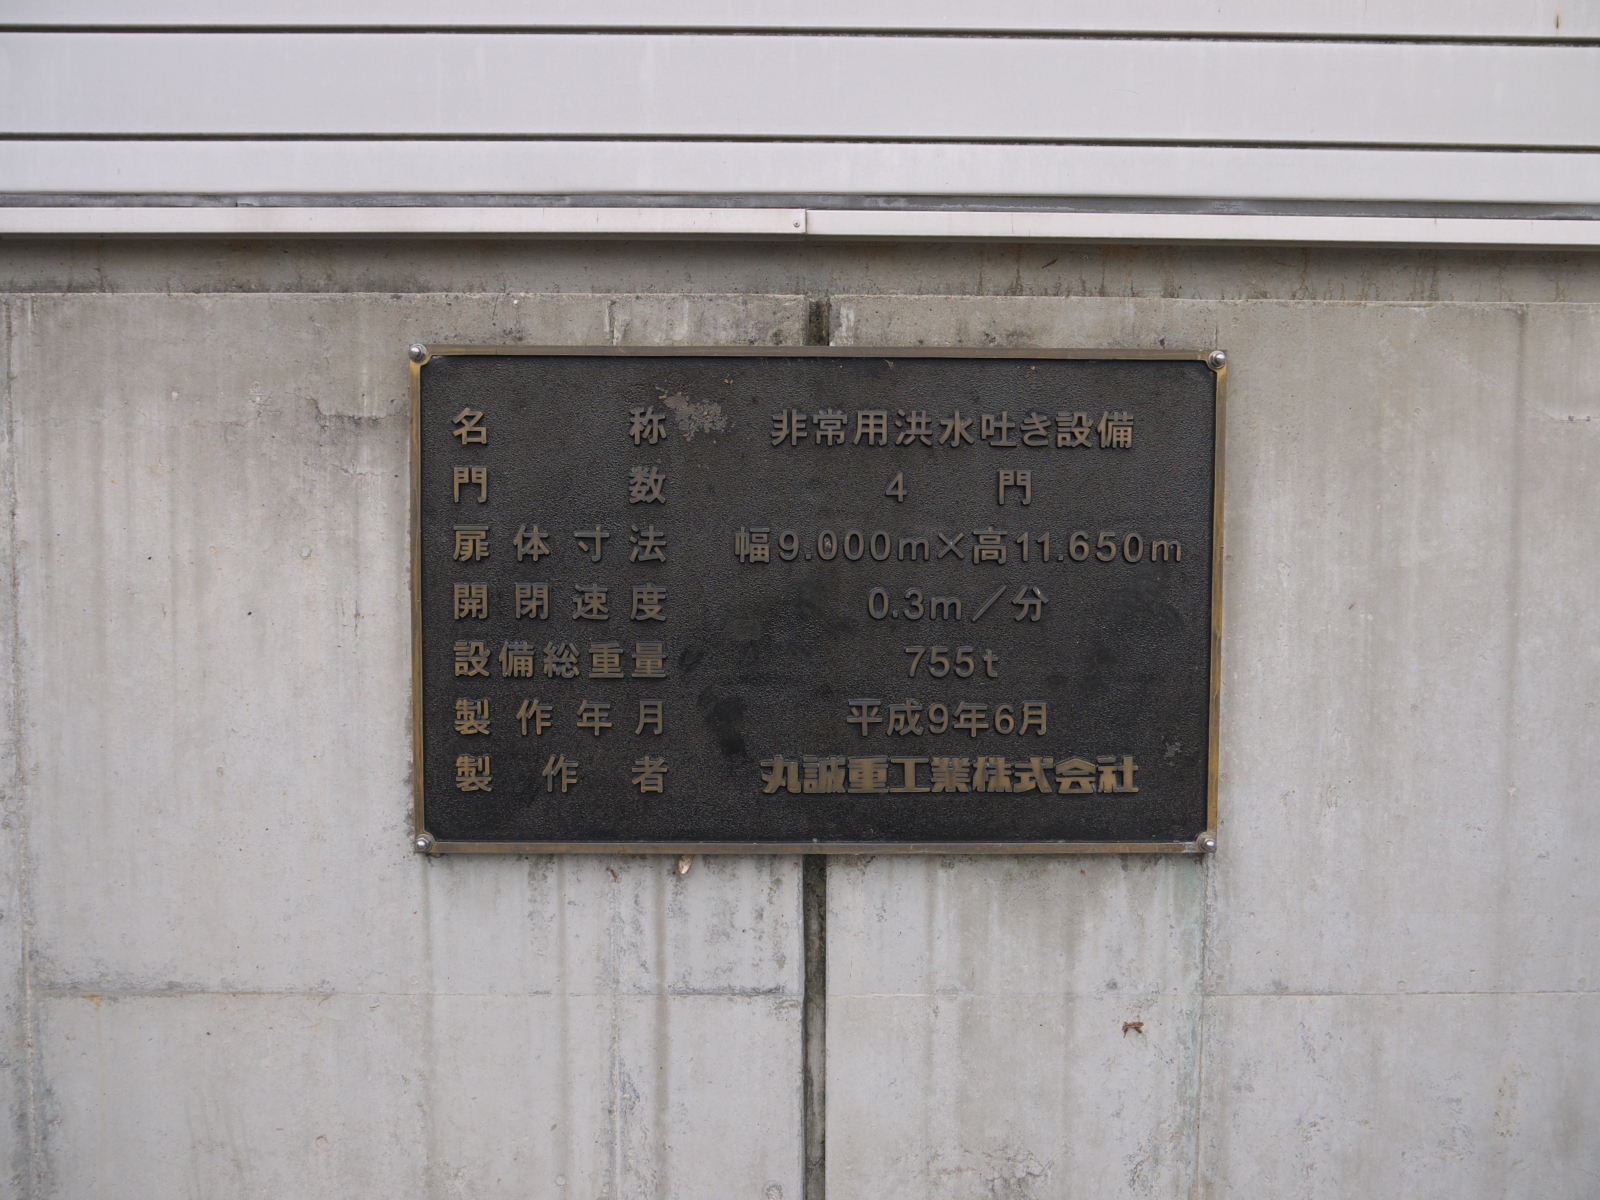 名称 非常用洪水吐き設備
門数 4門
扉体寸法 幅9.000m×高11.650m
開閉速度 0.3m/分
設備総重量 755t
製作年月 平成9年6月
製作者 丸誠重工業株式会社